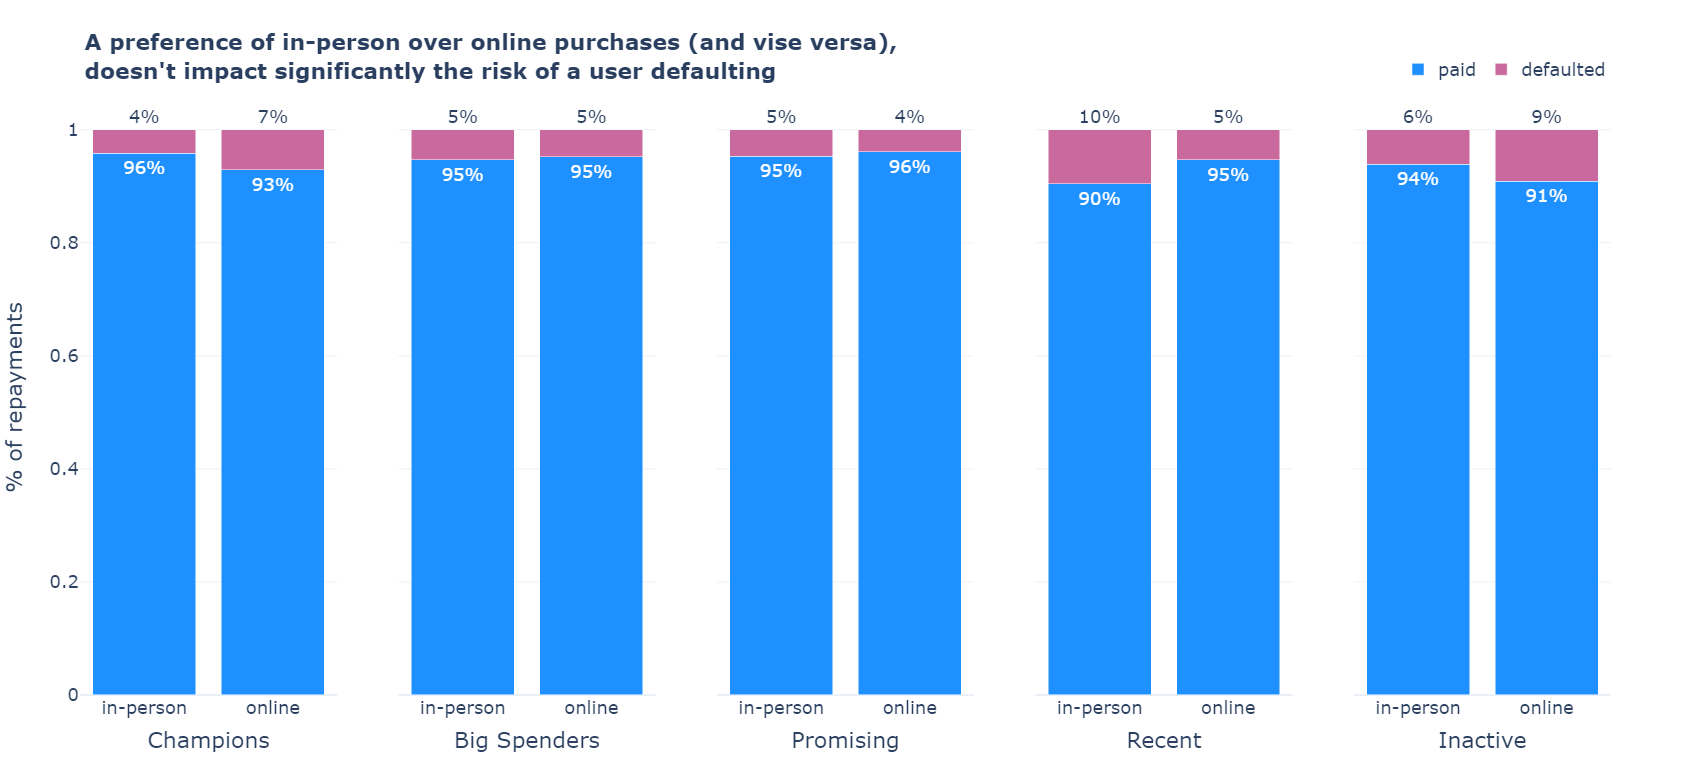 A preference of in-person over online purchases (and vise versa),
doesn't impact significantly the risk of a user defaulting
paid defaulted
4% 7% 5% 5% 5% 4% 10% 5% 6% 9%
1
96% 93% 95% 95% 95% 96% 90% 95% 94% 91%
0.8
0.6
0.4
0.2
0
% of repayments
in-person online in-person online in-person online in-person online in-person online
Champions Big Spenders Promising Recent Inactive